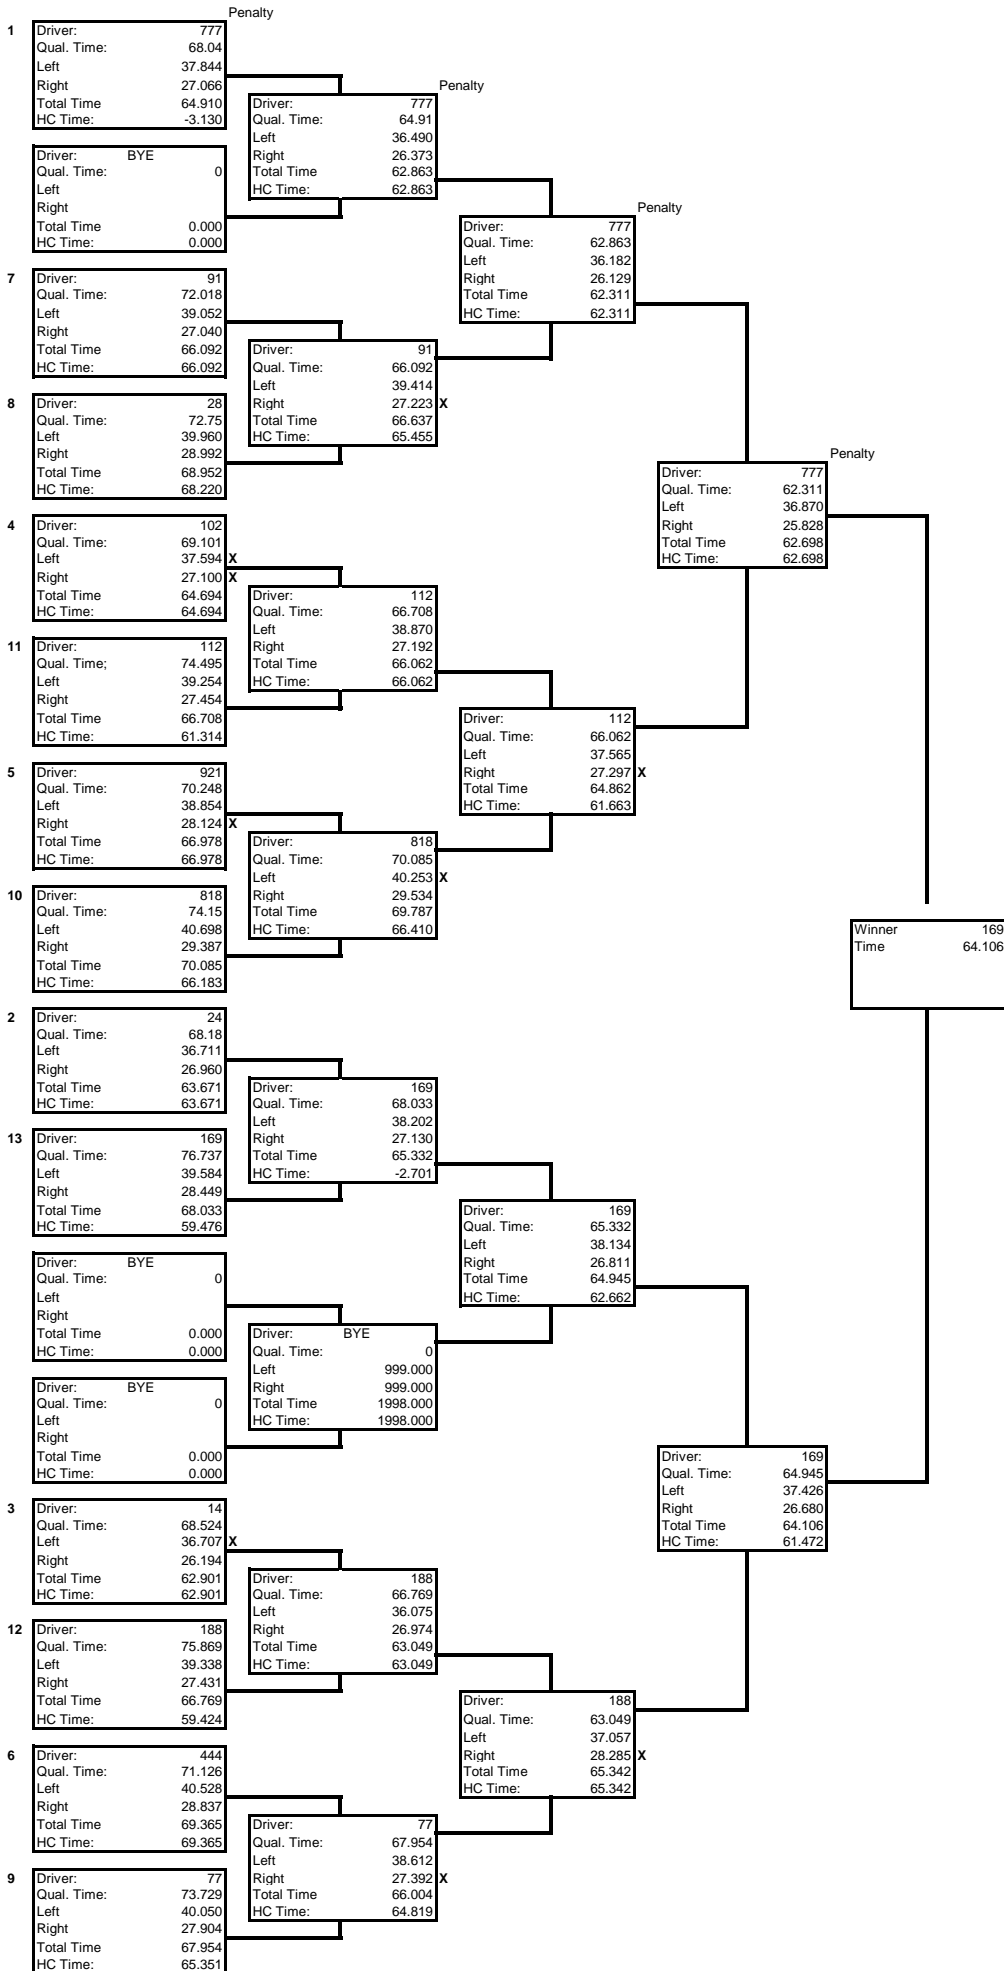 Penalty
1
Driver: 777
Qual. Time: 68.04
Left 37.844
Right 27.066
Total Time 64.910
HC Time: -3.130
Driver: BYE
Qual. Time: 0
Left
Right
Total Time 0.000
HC Time: 0.000
7
Driver: 91
Qual. Time: 72.018
Left 39.052
Right 27.040
Total Time 66.092
HC Time: 66.092
8
Driver: 28
Qual. Time: 72.75
Left 39.960
Right 28.992
Total Time 68.952
HC Time: 68.220
4
Driver: 102
Qual. Time: 69.101
Left 37.594 X
Right 27.100 X
Total Time 64.694
HC Time: 64.694
11
Driver: 112
Qual. Time; 74.495
Left 39.254
Right 27.454
Total Time 66.708
HC Time: 61.314
5
Driver: 921
Qual. Time: 70.248
Left 38.854
Right 28.124 X
Total Time 66.978
HC Time: 66.978
10
Driver: 818
Qual. Time: 74.15
Left 40.698
Right 29.387
Total Time 70.085
HC Time: 66.183
2
Driver: 24
Qual. Time: 68.18
Left 36.711
Right 26.960
Total Time 63.671
HC Time: 63.671
13
Driver: 169
Qual. Time: 76.737
Left 39.584
Right 28.449
Total Time 68.033
HC Time: 59.476
Driver: BYE
Qual. Time: 0
Left
Right
Total Time 0.000
HC Time: 0.000
Driver: BYE
Qual. Time: 0
Left
Right
Total Time 0.000
HC Time: 0.000
3
Driver: 14
Qual. Time: 68.524
Left 36.707 X
Right 26.194
Total Time 62.901
HC Time: 62.901
12
Driver: 188
Qual. Time: 75.869
Left 39.338
Right 27.431
Total Time 66.769
HC Time: 59.424
6
Driver: 444
Qual. Time: 71.126
Left 40.528
Right 28.837
Total Time 69.365
HC Time: 69.365
9
Driver: 77
Qual. Time: 73.729
Left 40.050
Right 27.904
Total Time 67.954
HC Time: 65.351
Penalty
Driver: 777
Qual. Time: 64.91
Left 36.490
Right 26.373
Total Time 62.863
HC Time: 62.863
Driver: 91
Qual. Time: 66.092
Left 39.414
Right 27.223 X
Total Time 66.637
HC Time: 65.455
Driver: 112
Qual. Time: 66.708
Left 38.870
Right 27.192
Total Time 66.062
HC Time: 66.062
Driver: 818
Qual. Time: 70.085
Left 40.253 X
Right 29.534
Total Time 69.787
HC Time: 66.410
Driver: 169
Qual. Time: 68.033
Left 38.202
Right 27.130
Total Time 65.332
HC Time: -2.701
Driver: BYE
Qual. Time: 0
Left 999.000
Right 999.000
Total Time 1998.000
HC Time: 1998.000
Driver: 188
Qual. Time: 66.769
Left 36.075
Right 26.974
Total Time 63.049
HC Time: 63.049
Driver: 77
Qual. Time: 67.954
Left 38.612
Right 27.392 X
Total Time 66.004
HC Time: 64.819
Penalty
Driver: 777
Qual. Time: 62.863
Left 36.182
Right 26.129
Total Time 62.311
HC Time: 62.311
Driver: 112
Qual. Time: 66.062
Left 37.565
Right 27.297 X
Total Time 64.862
HC Time: 61.663
Driver: 169
Qual. Time: 65.332
Left 38.134
Right 26.811
Total Time 64.945
HC Time: 62.662
Driver: 188
Qual. Time: 63.049
Left 37.057
Right 28.285 X
Total Time 65.342
HC Time: 65.342
Penalty
Driver: 777
Qual. Time: 62.311
Left 36.870
Right 25.828
Total Time 62.698
HC Time: 62.698
Driver: 169
Qual. Time: 64.945
Left 37.426
Right 26.680
Total Time 64.106
HC Time: 61.472
Winner 169
Time 64.106